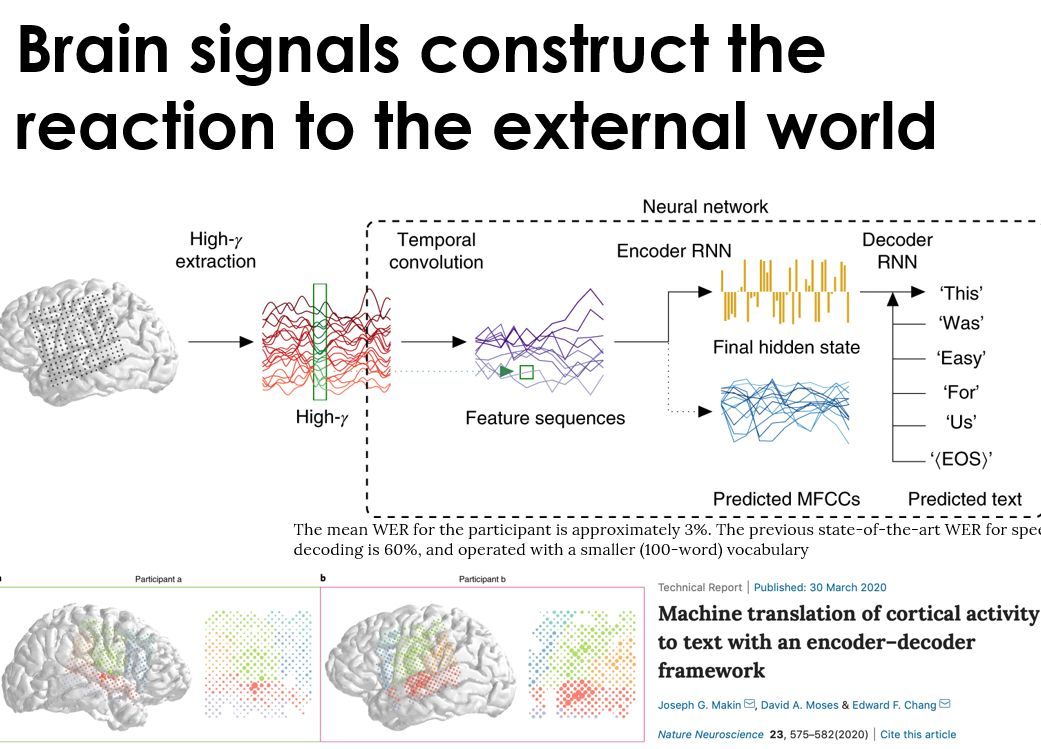 Brain signals construct the
reaction to the external world
Neural network
High-γ
extraction
Temporal
convolution
Encoder RNN
Decoder
RNN
High-γ
Feature sequences
Final hidden state
Predicted MFCCs
'This'
'Was'
'Easy'
'For'
'Us'
'⟨EOS⟩'
Predicted text
The mean WER for the participant is approximately 3%. The previous state-of-the-art WER for spee
decoding is 60%, and operated with a smaller (100-word) vocabulary
Participant a
b
Participant b
Technical Report | Published: 30 March 2020
Machine translation of cortical activity
to text with an encoder–decoder
framework
Joseph G. Makin, David A. Moses & Edward F. Chang
Nature Neuroscience 23, 575–582(2020) | Cite this article